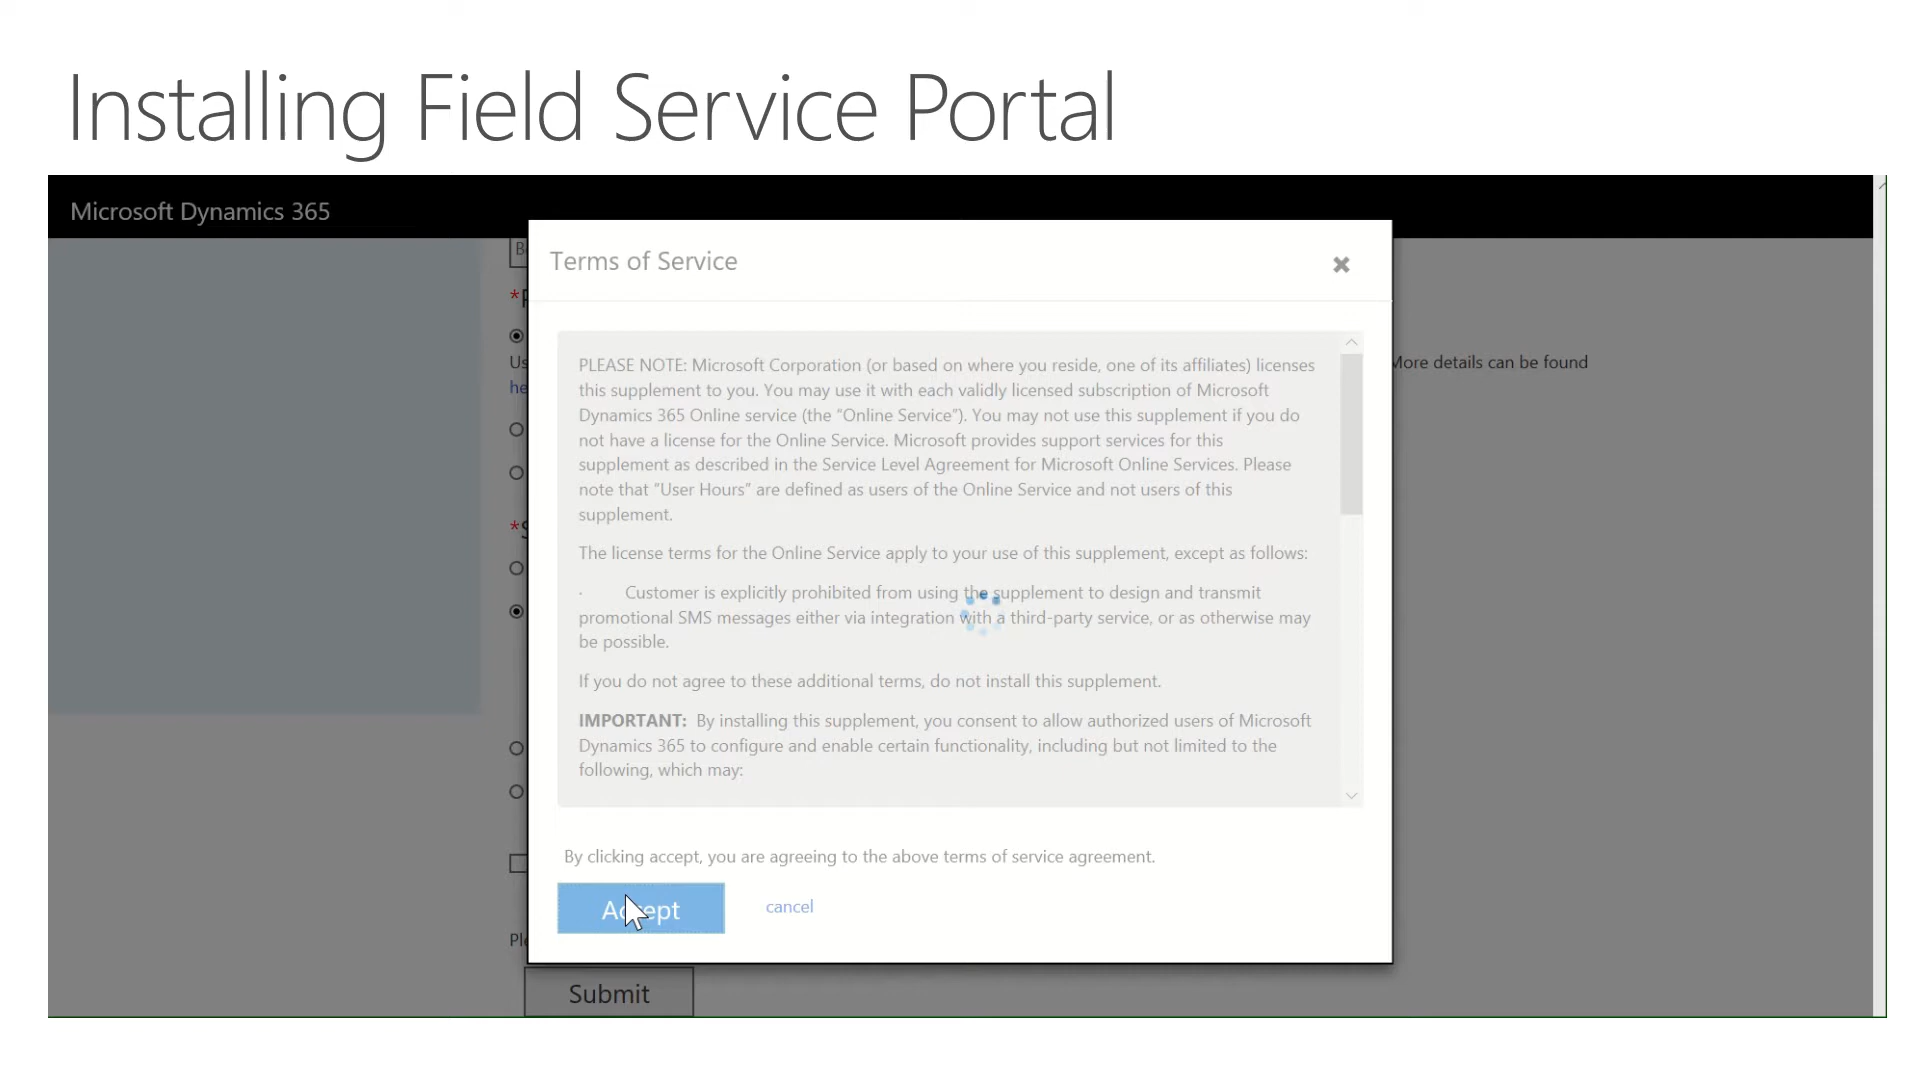 Installing Field Service Portal
Microsoft Dynamics 365
Terms of Service
More details can be found
PLEASE NOTE: Microsoft Corporation (or based on where you reside, one of its affiliates) licenses
this supplement to you. You may use it with each validly licensed subscription of Microsoft
Dynamics 365 Online service (the “Online Service”). You may not use this supplement if you do
not have a license for the Online Service. Microsoft provides support services for this
supplement as described in the Service Level Agreement for Microsoft Online Services. Please
note that “User Hours” are defined as users of the Online Service and not users of this
supplement.
The license terms for the Online Service apply to your use of this supplement, except as follows:
· Customer is explicitly prohibited from using the supplement to design and transmit
promotional SMS messages either via integration with a third-party service, or as otherwise may
be possible.
If you do not agree to these additional terms, do not install this supplement.
IMPORTANT: By installing this supplement, you consent to allow authorized users of Microsoft
Dynamics 365 to configure and enable certain functionality, including but not limited to the
following, which may:
By clicking accept, you are agreeing to the above terms of service agreement.
Accept
cancel
Submit